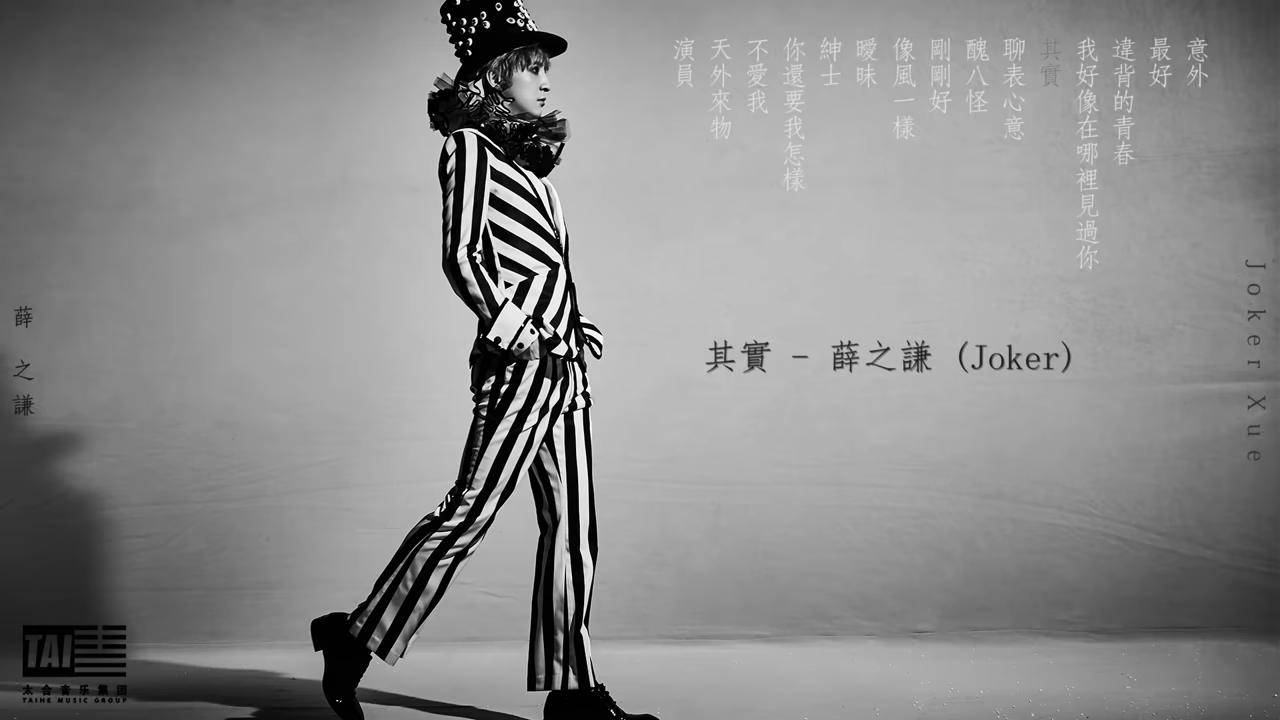 意外
最好
違背的青春
我好像在哪裡見過你
其實
聊表心意
醜八怪
剛剛好
像風一樣
曖昧
紳士
你還要我怎樣
不愛我
天外來物
演員
其實 - 薛之謙 (Joker)
Joker Xue
薛之謙
TAI
太合音乐集团
TAIHE MUSIC GROUP